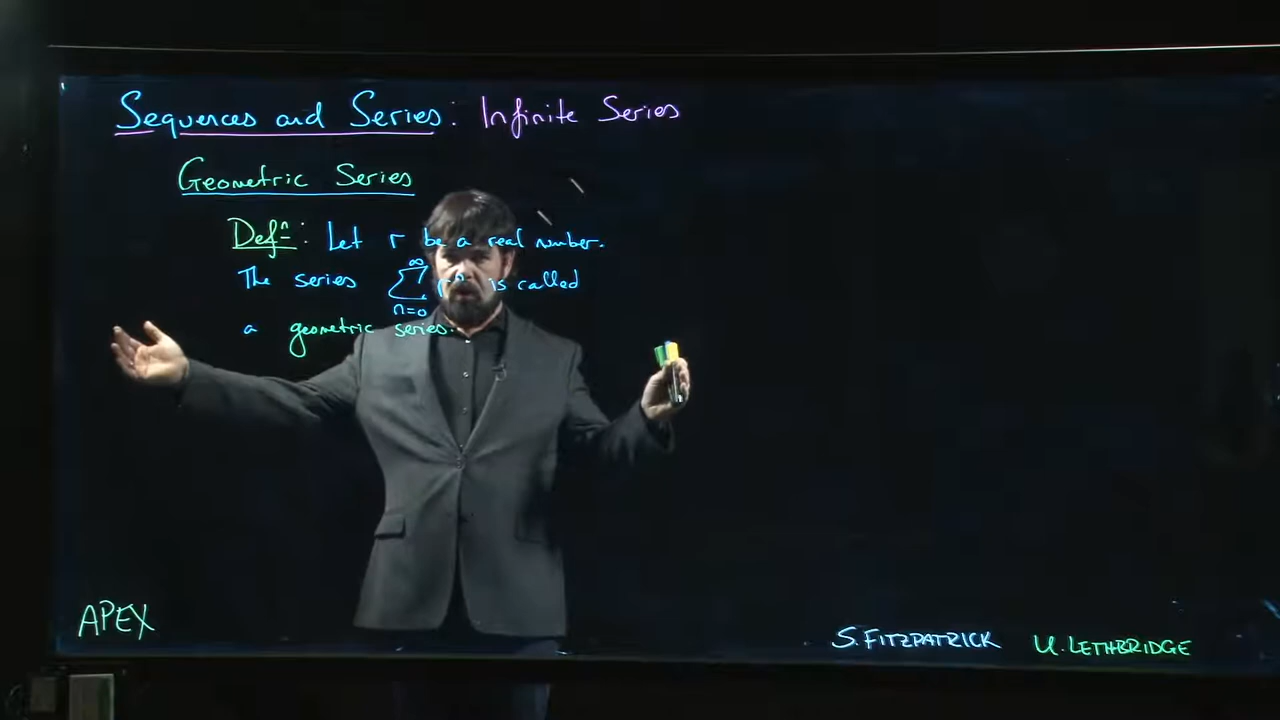 Sequences and Series: Infinite Series
Geometric Series
Defⁿ: Let r be a real number.
The series ∑_{n=0}^{∞} rⁿ is called
a geometric series.
APEX
S. FITZPATRICK U. LETHBRIDGE